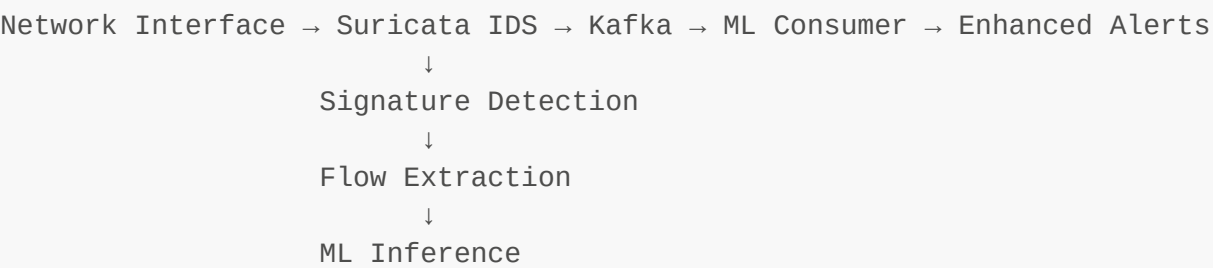 Network Interface → Suricata IDS → Kafka → ML Consumer → Enhanced Alerts
↓
Signature Detection
↓
Flow Extraction
↓
ML Inference